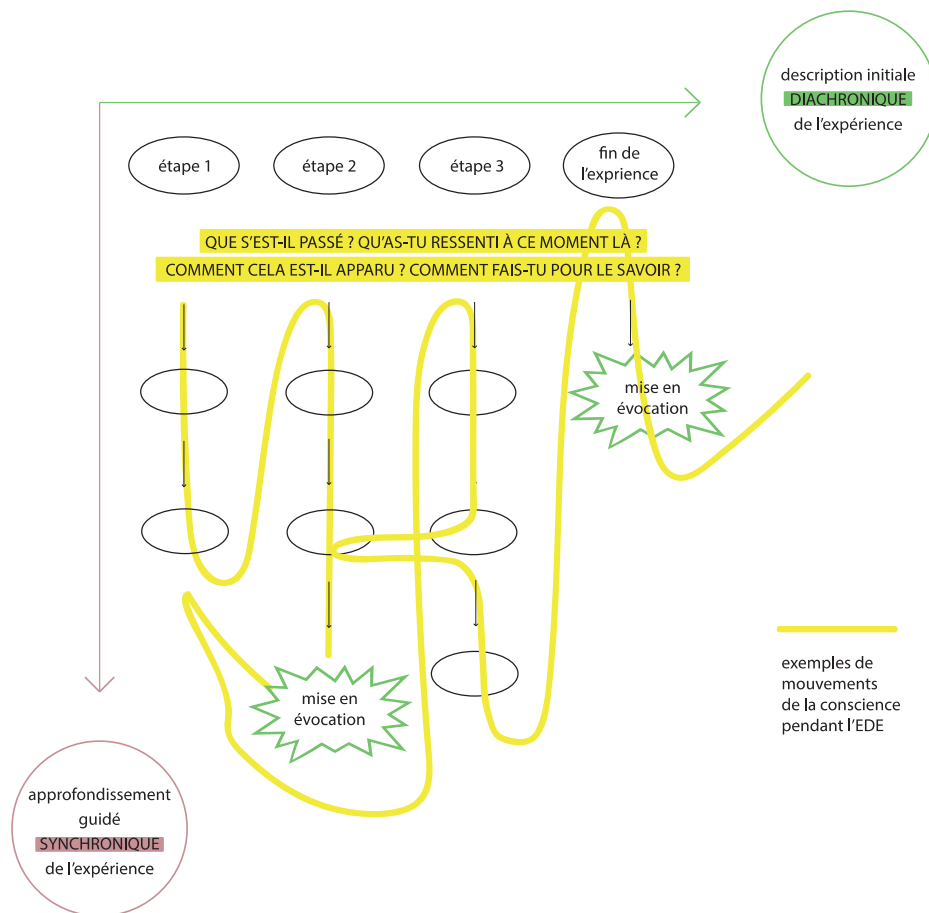 description initiale
DIACHRONIQUE
de l'expérience
étape 1
étape 2
étape 3
fin de
l'exprience
QUE S'EST-IL PASSÉ ? QU'AS-TU RESSENTI À CE MOMENT LÀ ?
COMMENT CELA EST-IL APPARU ? COMMENT FAIS-TU POUR LE SAVOIR ?
mise en
évocation
mise en
évocation
exemples de
mouvements
de la conscience
pendant l'EDE
approfondissement
guidé
SYNCHRONIQUE
de l'expérience